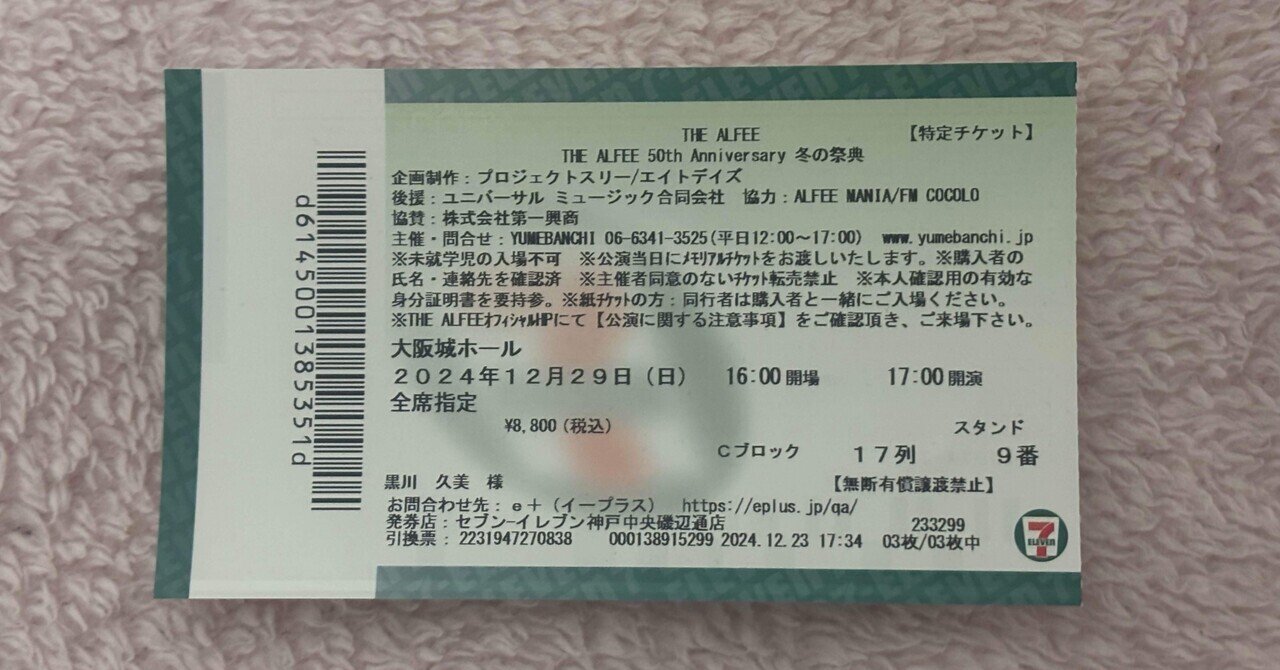 THE ALFEE 【特定チケット】
THE ALFEE 50th Anniversary 冬の祭典
企画制作：プロジェクトスリー/エイトデイズ
後援：ユニバーサル ミュージック合同会社 協力：ALFEE MANIA/FM COCOLO
協賛：株式会社第一興商
主催・問合せ：YUMEBANCHI 06-6341-3525(平日12:00～17:00) www.yumebanchi.jp
※未就学児の入場不可 ※公演当日にﾒﾓﾘｱﾙﾁｹｯﾄをお渡しいたします。※購入者の
氏名・連絡先を確認済 ※主催者同意のないﾁｹｯﾄ転売禁止 ※本人確認用の有効な
身分証明書を要持参。※紙ﾁｹｯﾄの方：同行者は購入者と一緒にご入場ください。
※THE ALFEEｵﾌｨｼｬﾙHPにて【公演に関する注意事項】をご確認頂き、ご来場下さい。
大阪城ホール
２０２４年１２月２９日（日） 16:00開場 17:00開演
全席指定
¥8,800(税込)
スタンド
Ｃブロック １７列 ９番
黒川 久美 様 【無断有償譲渡禁止】
お問合わせ先：ｅ＋（イープラス） https://eplus.jp/qa/
発券店：セブン-イレブン神戸中央磯辺通店 233299
引換票：2231947270838 000138915299 2024.12.23 17:34 03枚/03枚中
d6145001385351d
7
ELEVEN
7-ELEVEN